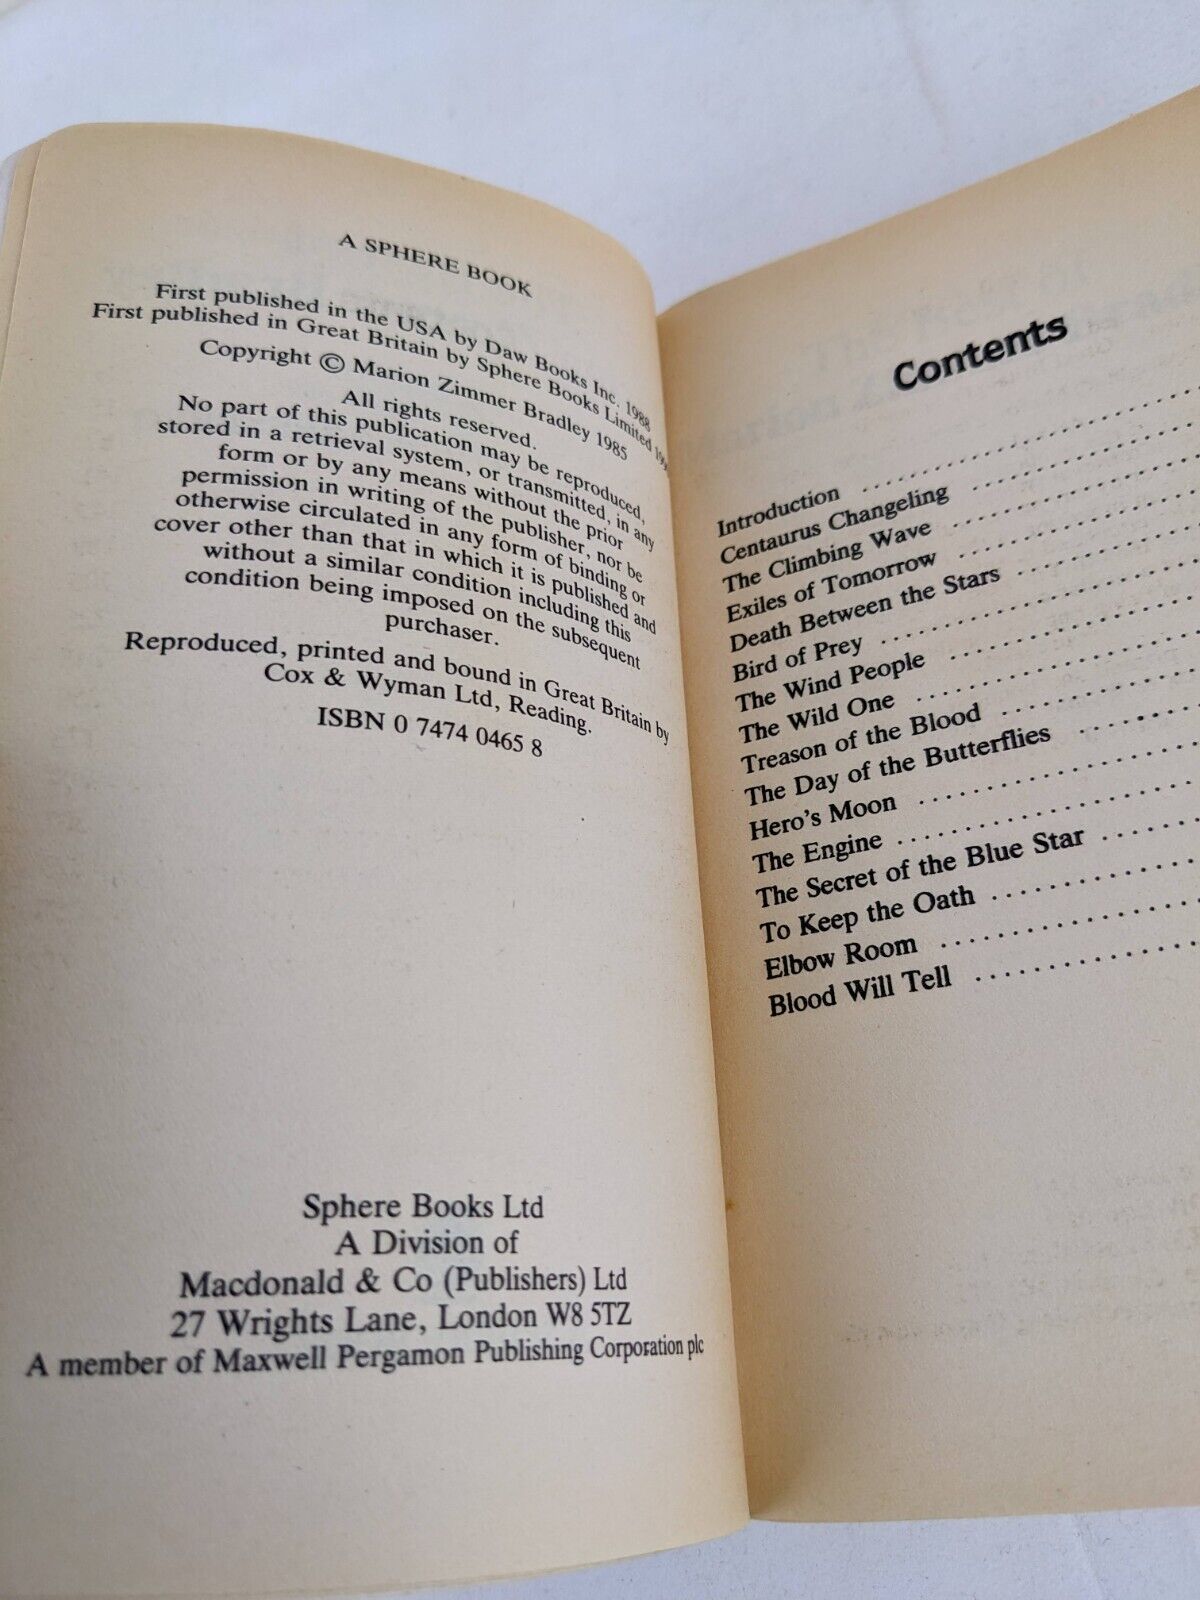 A SPHERE BOOK
First published in the USA by Daw Books Inc. 1988
First published in Great Britain by Sphere Books Limited
Copyright © Marion Zimmer Bradley 1985
All rights reserved.
No part of this publication may be reproduced,
stored in a retrieval system, or transmitted, in any
form or by any means without the prior
permission in writing of the publisher, nor be
otherwise circulated in any form of binding or
cover other than that in which it is published and
without a similar condition including this
condition being imposed on the subsequent
purchaser.
Reproduced, printed and bound in Great Britain by
Cox & Wyman Ltd, Reading.
ISBN 0 7474 0465 8
Sphere Books Ltd
A Division of
Macdonald & Co (Publishers) Ltd
27 Wrights Lane, London W8 5TZ
A member of Maxwell Pergamon Publishing Corporation plc
Contents
Introduction
Centaurus Changeling
The Climbing Wave
Exiles of Tomorrow
Death Between the Stars
Bird of Prey
The Wind People
The Wild One
Treason of the Blood
The Day of the Butterflies
Hero's Moon
The Engine
The Secret of the Blue Star
To Keep the Oath
Elbow Room
Blood Will Tell